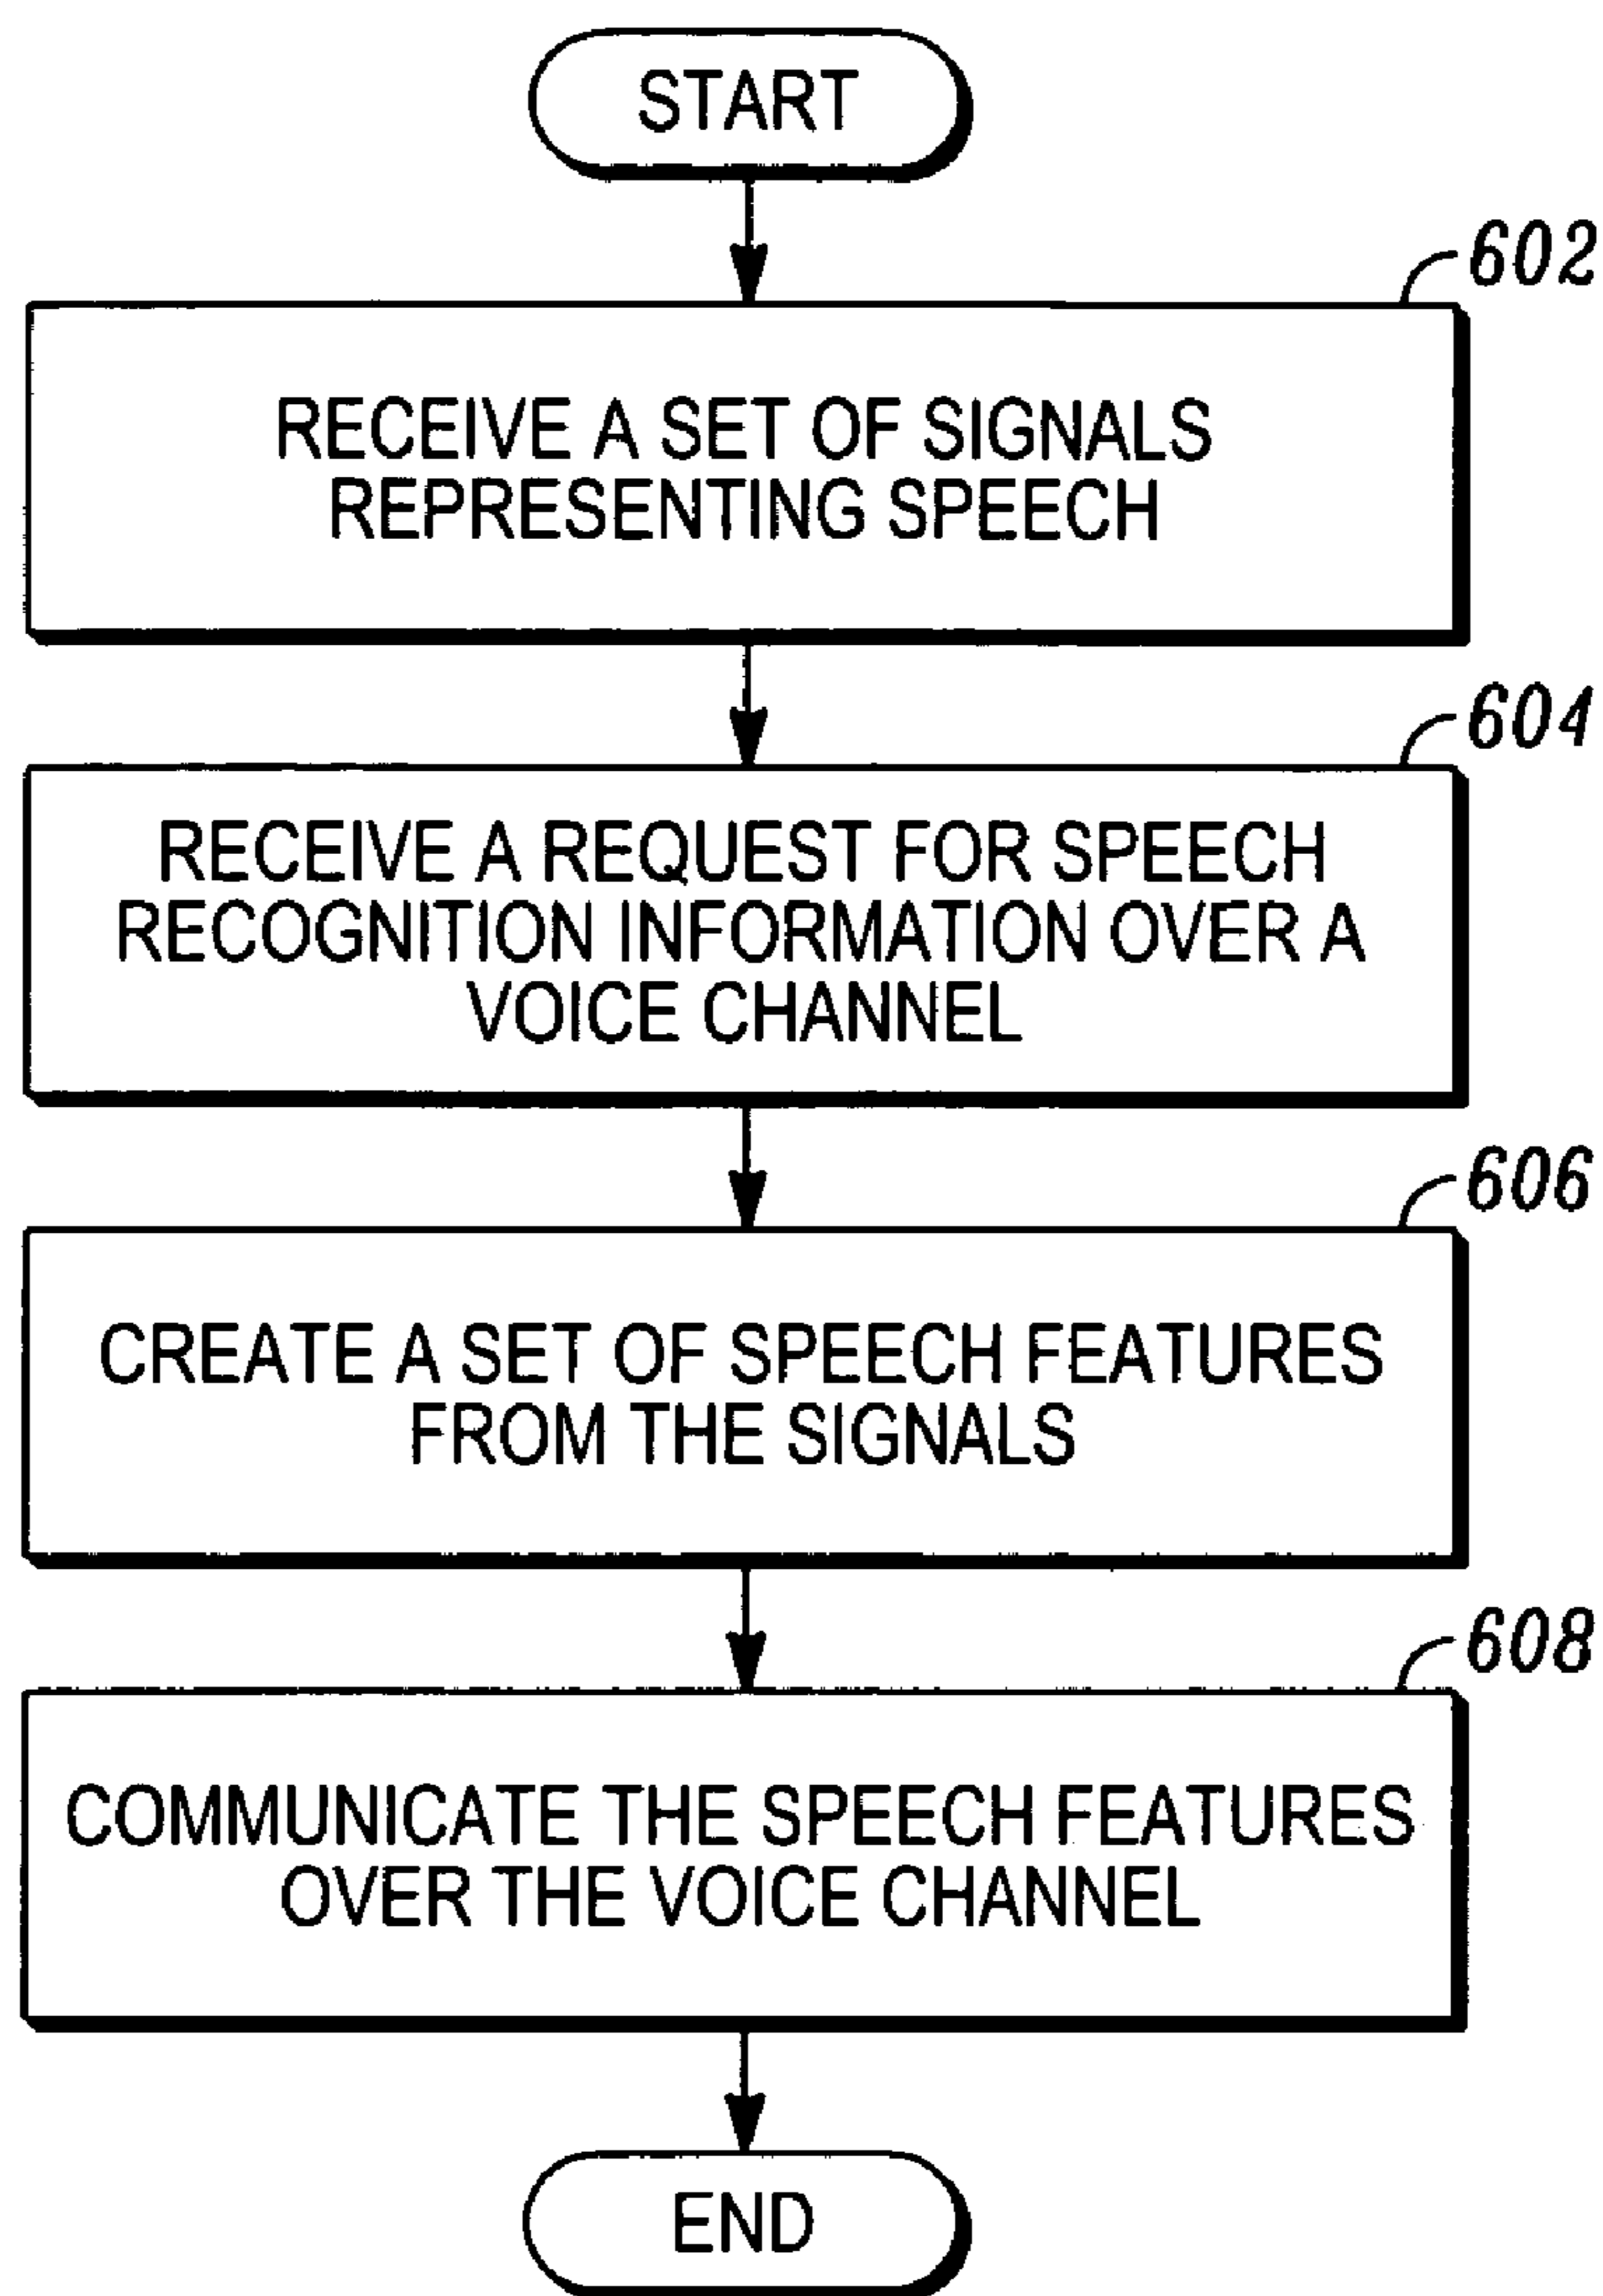 START
602
RECEIVE A SET OF SIGNALS
REPRESENTING SPEECH
604
RECEIVE A REQUEST FOR SPEECH
RECOGNITION INFORMATION OVER A
VOICE CHANNEL
606
CREATE A SET OF SPEECH FEATURES
FROM THE SIGNALS
608
COMMUNICATE THE SPEECH FEATURES
OVER THE VOICE CHANNEL
END